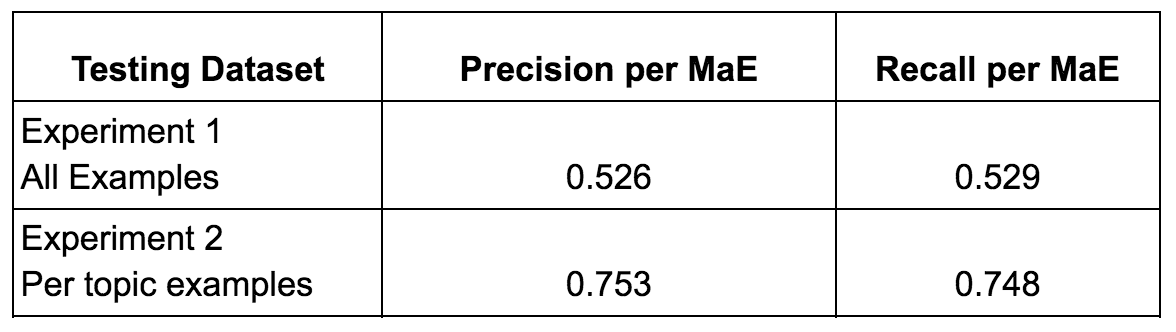 Testing Dataset Precision per MaE Recall per MaE
Experiment 1
All Examples 0.526 0.529
Experiment 2
Per topic examples 0.753 0.748